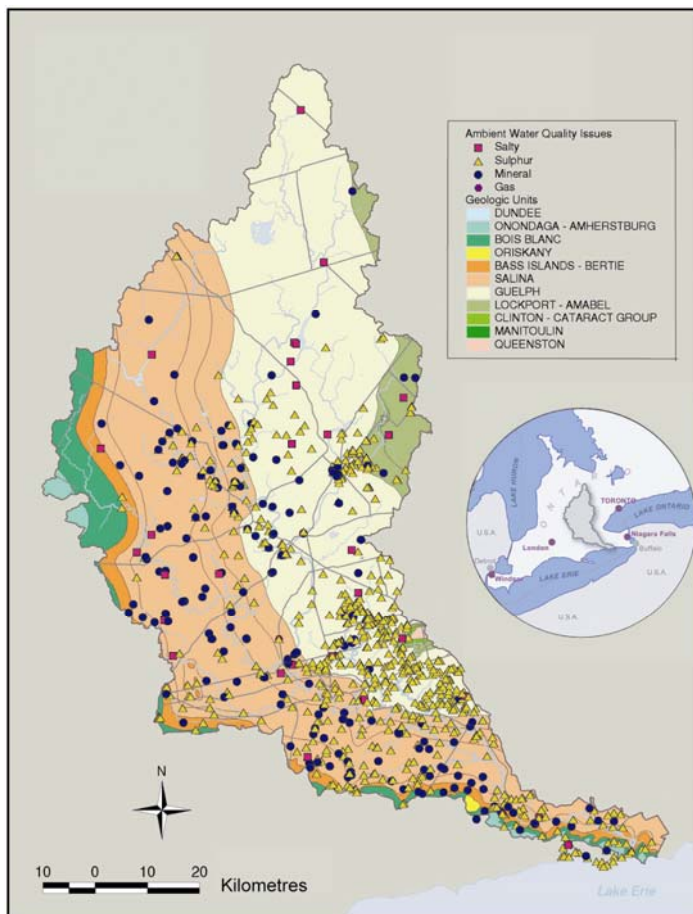 Ambient Water Quality Issues
Salty
Sulphur
Mineral
Gas
Geologic Units
DUNDEE
ONONDAGA - AMHERSTBURG
BOIS BLANC
ORISKANY
BASS ISLANDS - BERTIE
SALINA
GUELPH
LOCKPORT - AMABEL
CLINTON - CATARACT GROUP
MANITOULIN
QUEENSTON
LAKE HURON
ONTARIO
TORONTO
LAKE ONTARIO
U.S.A.
Niagara Falls
London
Buffalo
Detroit
LAKE ERIE
U.S.A.
Windsor
U.S.A.
N
10 0 10 20
Kilometres
Lake Erie